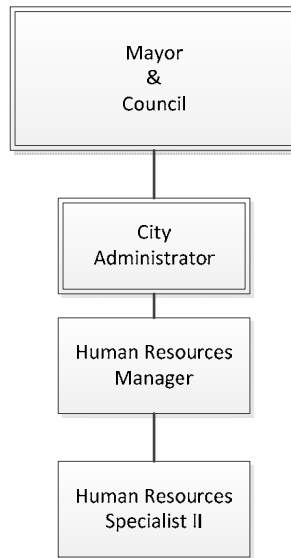 Mayor
&
Council
City
Administrator
Human Resources
Manager
Human Resources
Specialist II